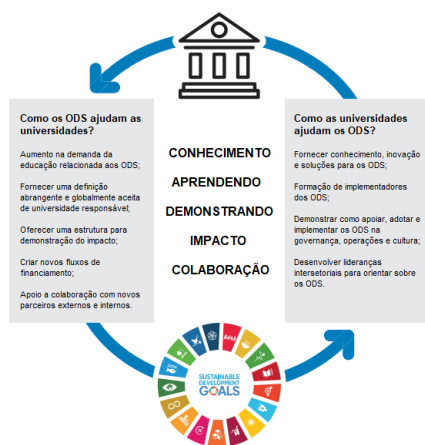 Como os ODS ajudam as
universidades?
Aumento na demanda da
educação relacionada aos ODS;
Fornecer uma definição
abrangente e globalmente aceita
de universidade responsável;
Oferecer uma estrutura para
demonstração do impacto;
Criar novos fluxos de
financiamento;
Apoio a colaboração com novos
parceiros externos e internos.
CONHECIMENTO
APRENDENDO
DEMONSTRANDO
IMPACTO
COLABORAÇÃO
Como as universidades
ajudam os ODS?
Fornecer conhecimento, inovação
e soluções para os ODS;
Formação de implementadores
dos ODS;
Demonstrar como apoiar, adotar e
implementar os ODS na
governança, operações e cultura;
Desenvolver lideranças
intersetoriais para orientar sobre
os ODS.
SUSTAINABLE
DEVELOPMENT
GOALS